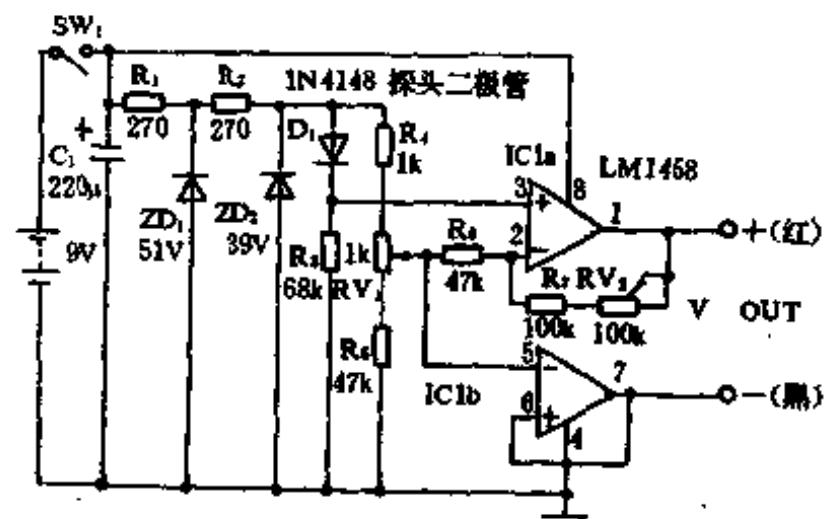 SW₁
R₁
270
R₂
270
1N4148 探头二极管
D₁
R₄
1k
IC1a
LM1458
C₁
220μ
+
9V
ZD₁
51V
ZD₂
39V
R₃
68k
1k
RV₁
R₆
47k
R₅
47k
3
+
8
1
2
−
+(红)
R₇
100k
RV₂
100k
V OUT
IC1b
5
−
6
+
7
4
−(黑)